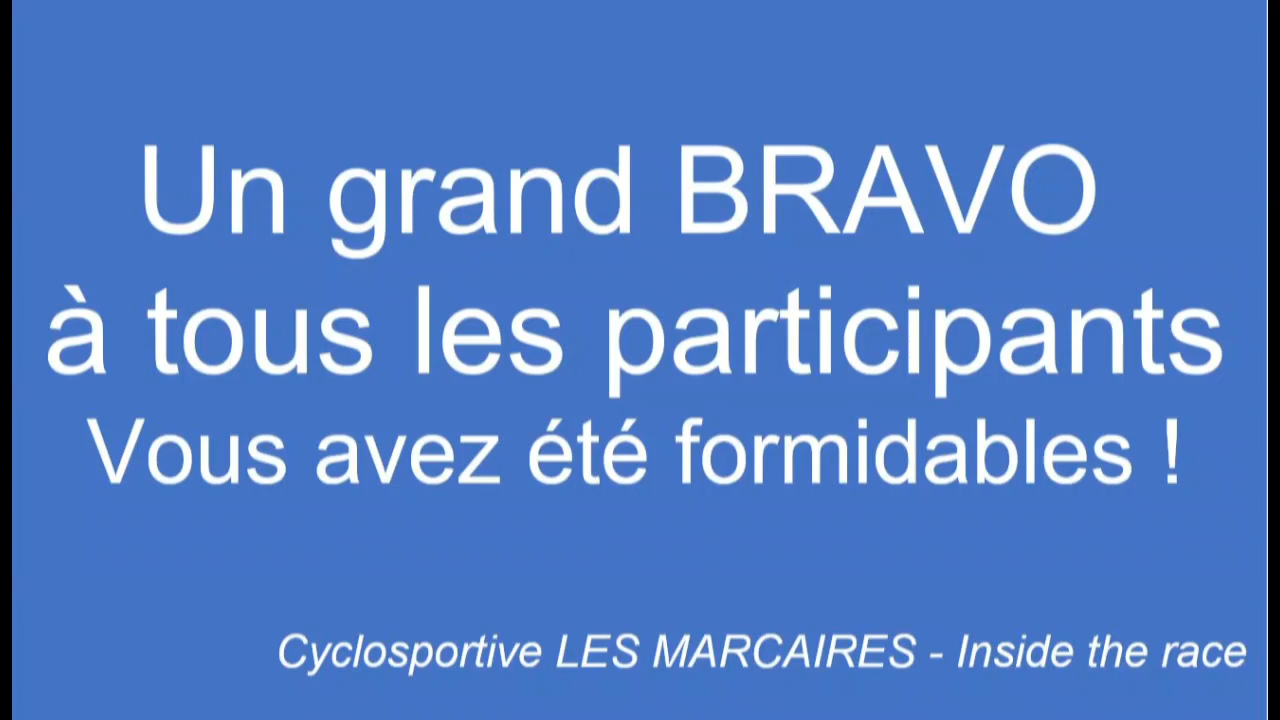 Un grand BRAVO
à tous les participants
Vous avez été formidables !
Cyclosportive LES MARCAIRES - Inside the race